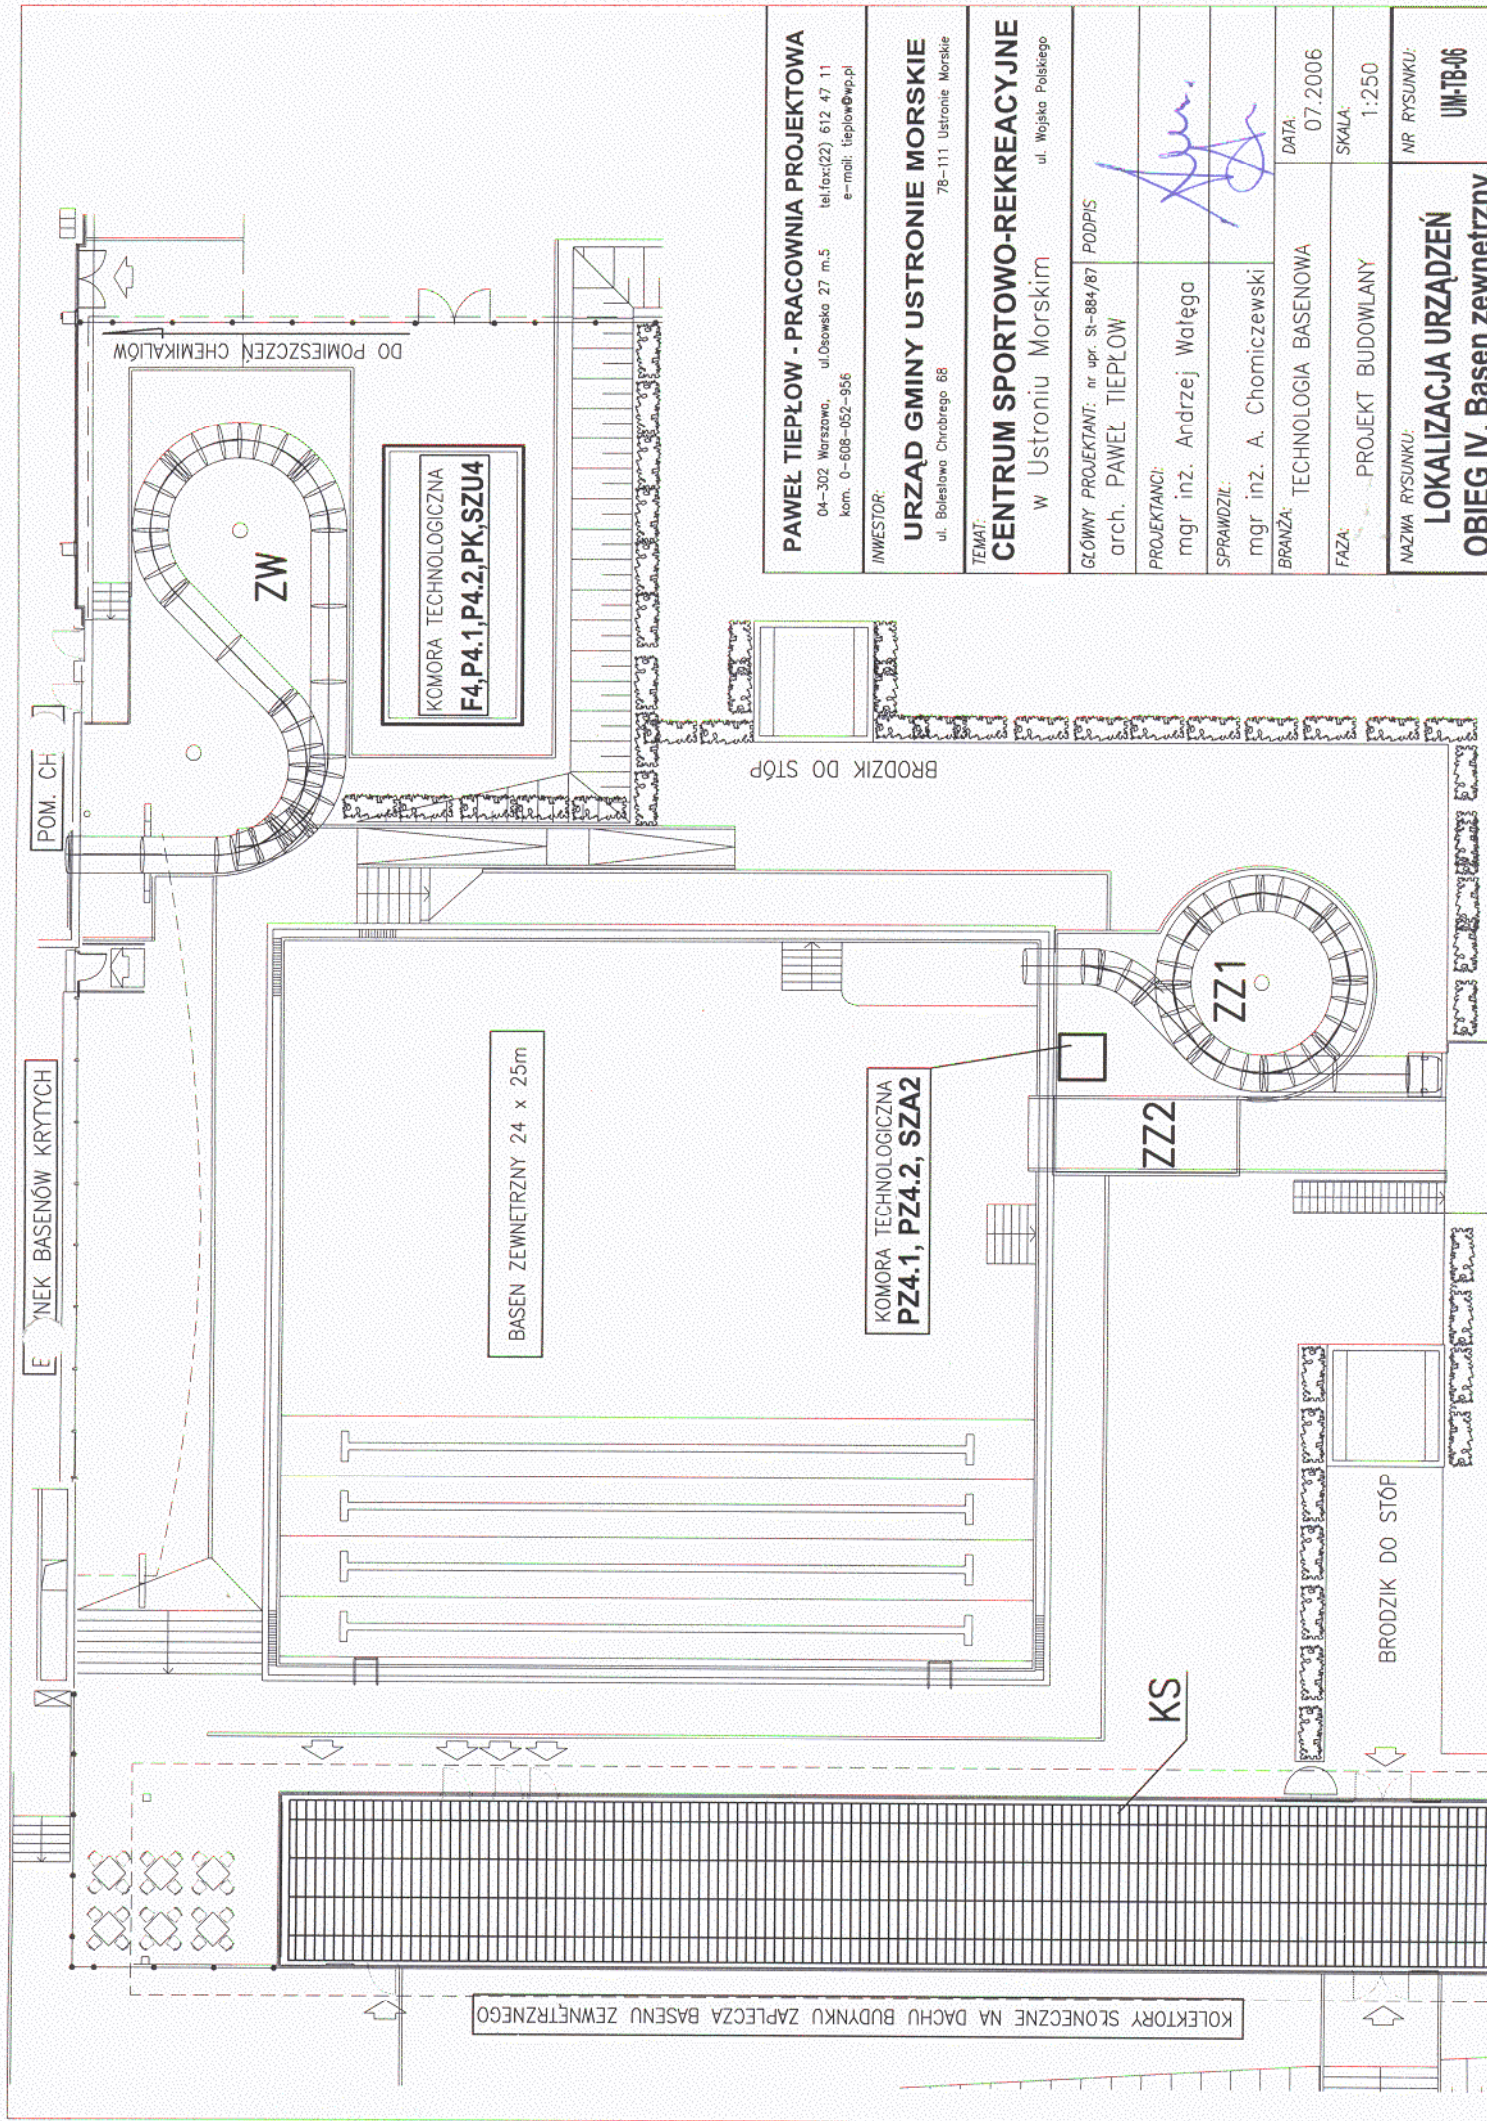 POM. CH
DO POMIESZCZEŃ CHEMIKALIÓW
ZW
KOMORA TECHNOLOGICZNA
F4,P4.1,P4.2,PK,SZU4
NEK BASENÓW KRYTYCH
BASEN ZEWNĘTRZNY 24 x 25m
BRODZIK DO STÓP
KOMORA TECHNOLOGICZNA
PZ4.1, PZ4.2, SZA2
ZZ1
ZZ2
KS
BRODZIK DO STÓP
KOLEKTORY SŁONECZNE NA DACHU BUDYNKU ZAPLECZA BASENU ZEWNĘTRZNEGO
PAWEŁ TIEPŁOW - PRACOWNIA PROJEKTOWA
04-302 Warszawa, ul.Osowska 27 m.5 tel.fax:(22) 612 47 11
kom. 0-608-052-956 e-mail: tieplow@wp.pl
INWESTOR:
URZĄD GMINY USTRONIE MORSKIE
ul. Bolesława Chrobrego 68 78-111 Ustronie Morskie
TEMAT:
CENTRUM SPORTOWO-REKREACYJNE
w Ustroniu Morskim ul. Wojska Polskiego
GŁÓWNY PROJEKTANT: nr upr. St-884/87 PODPIS
arch. PAWEŁ TIEPŁOW
PROJEKTANCI:
mgr inż. Andrzej Wałęga
SPRAWDZIŁ:
mgr inż. A. Chomiczewski
BRANŻA: TECHNOLOGIA BASENOWA
DATA: 07.2006
FAZA: PROJEKT BUDOWLANY
SKALA: 1:250
NAZWA RYSUNKU:
LOKALIZACJA URZĄDZEŃ
OBIEG IV. Basen zewnętrzny
NR RYSUNKU:
UM-TB-06